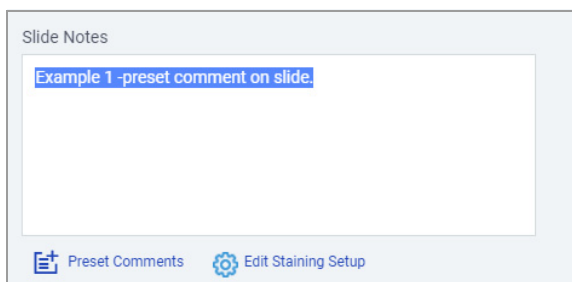 Slide Notes
Example 1 -preset comment on slide.
Preset Comments Edit Staining Setup